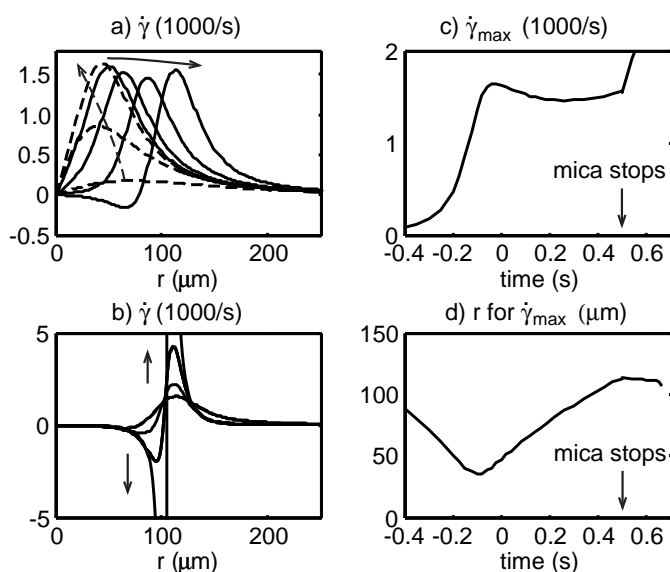 a) γ̇ (1000/s)
1.5
1.0
0.5
0
-0.5
0 100 200
r (μm)
c) γ̇max (1000/s)
2
1
0
mica stops
-0.4 -0.2 0 0.2 0.4 0.6
time (s)
b) γ̇ (1000/s)
5
0
-5
0 100 200
r (μm)
d) r for γ̇max (μm)
150
100
50
0
mica stops
-0.4 -0.2 0 0.2 0.4 0.6
time (s)